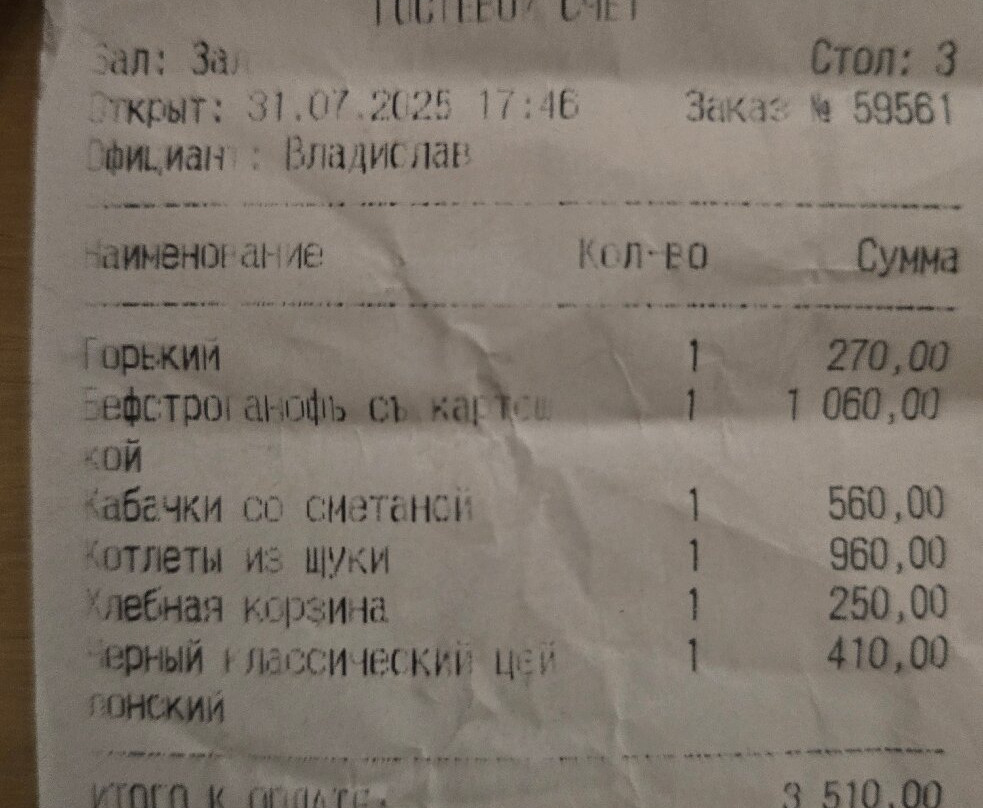 ГОСТЕВОЙ СЧЕТ
Зал: Зал Стол: 3
Открыт: 31.07.2025 17:46 Заказ № 59561
Официант: Владислав
Наименование Кол-во Сумма
Горький 1 270,00
Бефстроганофъ съ картош 1 1 060,00
кой
Кабачки со сметаной 1 560,00
Котлеты из щуки 1 960,00
Хлебная корзина 1 250,00
Черный классический цей 1 410,00
лонский
ИТОГО К ОПЛАТЕ: 3 510,00